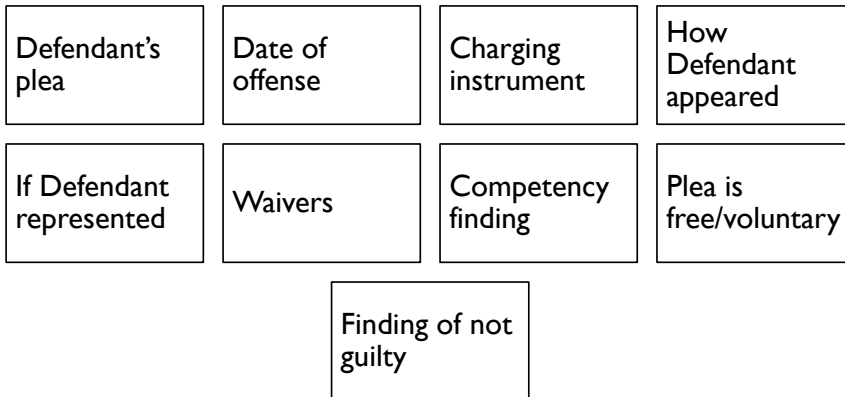 Defendant’s
plea
Date of
offense
Charging
instrument
How
Defendant
appeared
If Defendant
represented
Waivers
Competency
finding
Plea is
free/voluntary
Finding of not
guilty